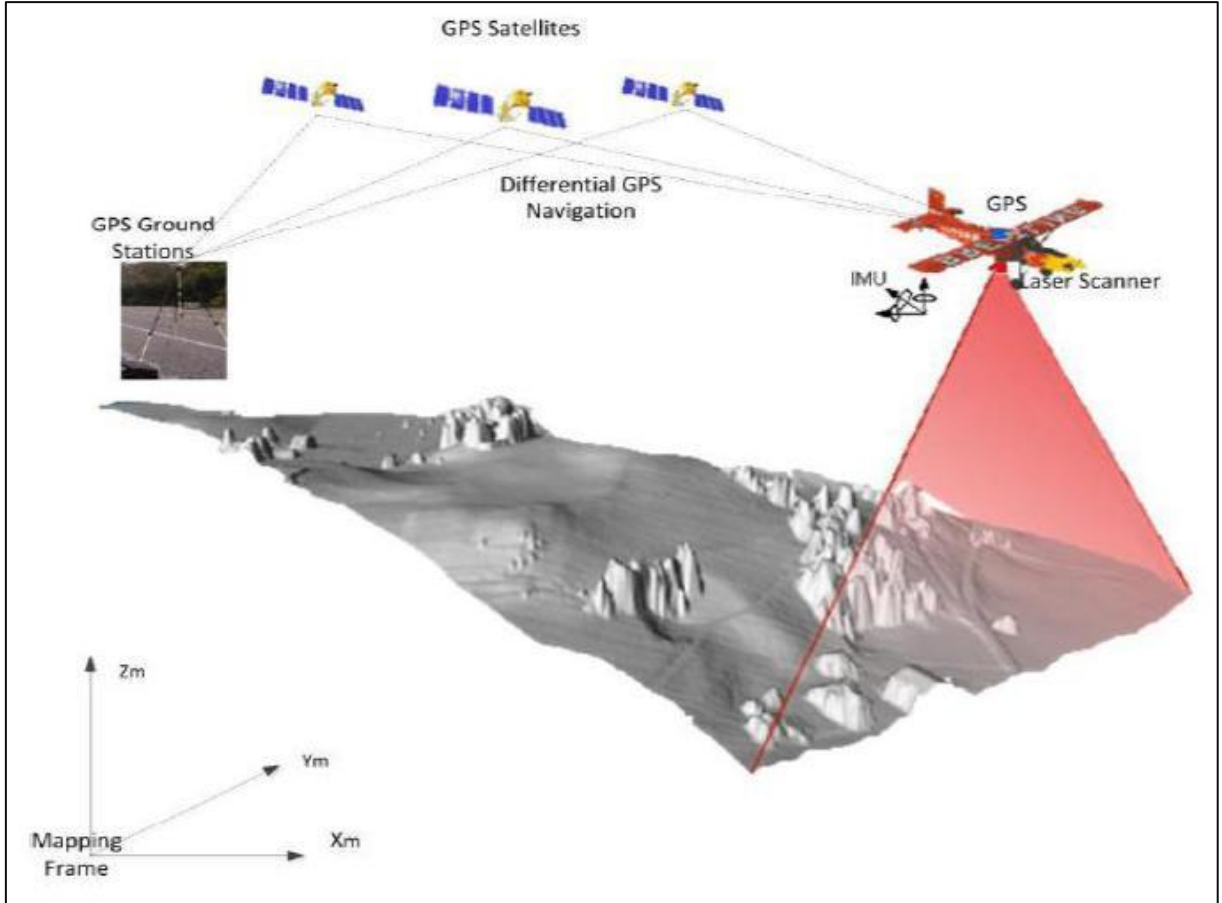 GPS Satellites
Differential GPS
Navigation
GPS Ground
Stations
GPS
IMU
Laser Scanner
Zm
Ym
Xm
Mapping
Frame